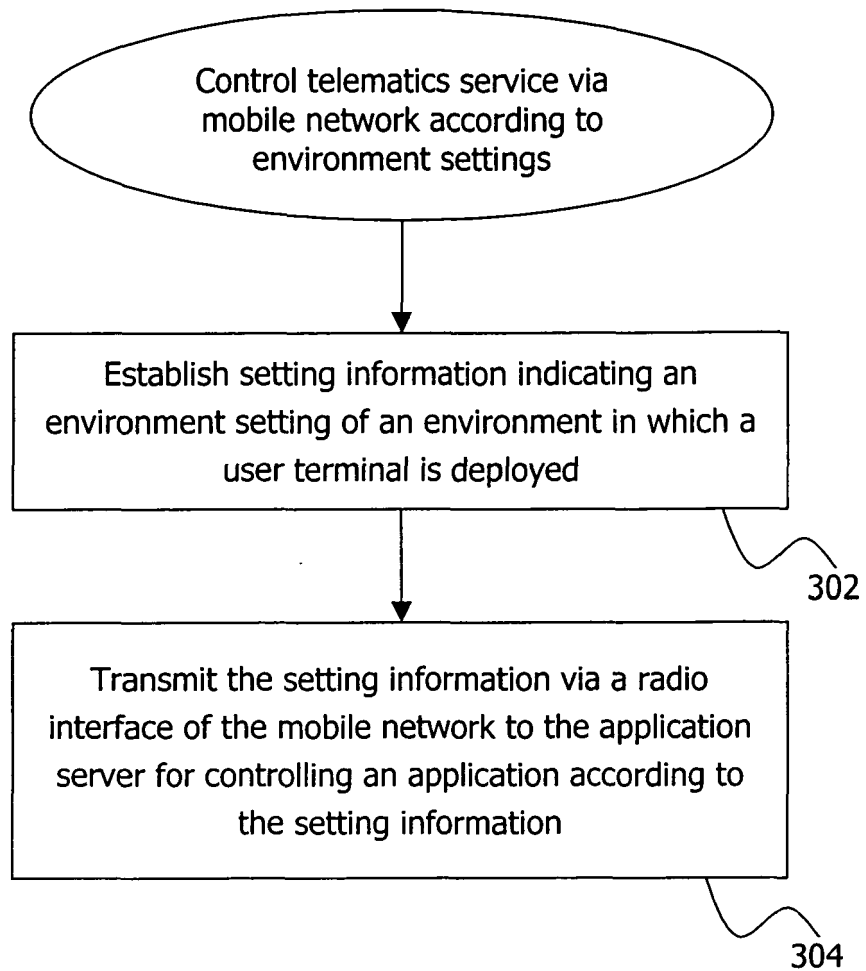 Control telematics service via
mobile network according to
environment settings
Establish setting information indicating an
environment setting of an environment in which a
user terminal is deployed
302
Transmit the setting information via a radio
interface of the mobile network to the application
server for controlling an application according to
the setting information
304